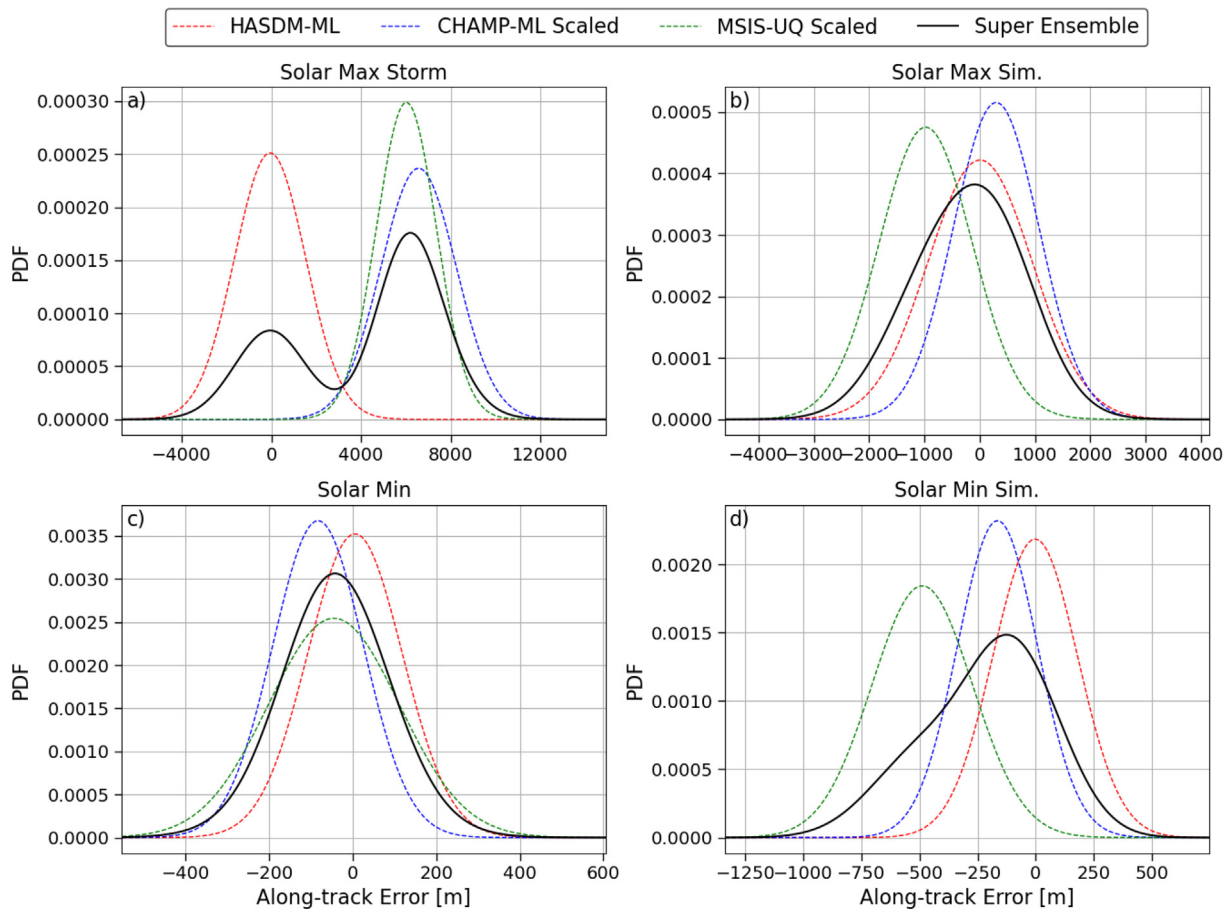 HASDM-ML CHAMP-ML Scaled MSIS-UQ Scaled Super Ensemble
Solar Max Storm
a)
PDF
0.00030
0.00025
0.00020
0.00015
0.00010
0.00005
0.00000
−4000 0 4000 8000 12000
Solar Max Sim.
b)
PDF
0.0005
0.0004
0.0003
0.0002
0.0001
0.0000
−4000 −3000 −2000 −1000 0 1000 2000 3000 4000
Solar Min
c)
PDF
0.0035
0.0030
0.0025
0.0020
0.0015
0.0010
0.0005
0.0000
−400 −200 0 200 400 600
Along-track Error [m]
Solar Min Sim.
d)
PDF
0.0020
0.0015
0.0010
0.0005
0.0000
−1250 −1000 −750 −500 −250 0 250 500
Along-track Error [m]